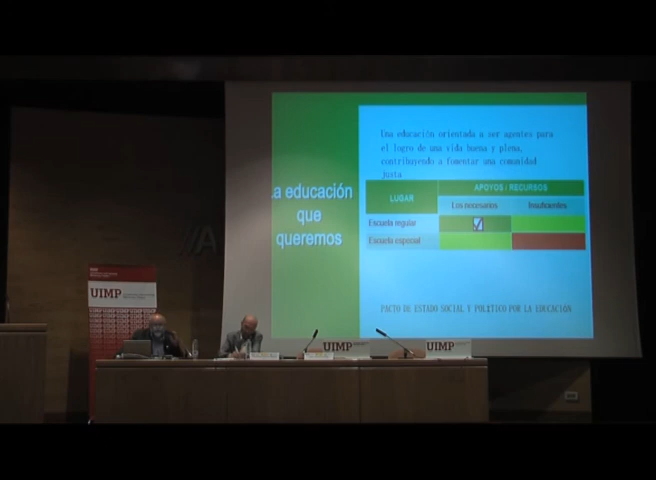 La educación
que
queremos
Una educación orientada a ser agentes para
el logro de una vida buena y plena,
contribuyendo a fomentar una comunidad
justa
LUGAR
APOYOS / RECURSOS
Los necesarios
Insuficientes
Escuela regular
Escuela especial
PACTO DE ESTADO SOCIAL Y POLÍTICO POR LA EDUCACIÓN
UIMP
UIMP
UIMP